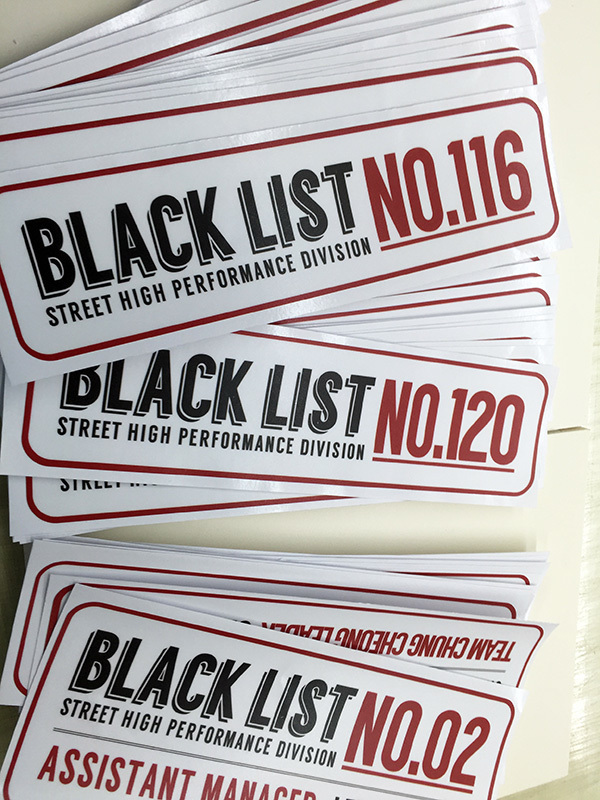 BLACK LIST NO.116
STREET HIGH PERFORMANCE DIVISION
BLACK LIST NO.120
STREET HIGH PERFORMANCE DIVISION
TEAM CHUNG CHEONG LEADER
BLACK LIST NO.02
STREET HIGH PERFORMANCE DIVISION
ASSISTANT MANAGER